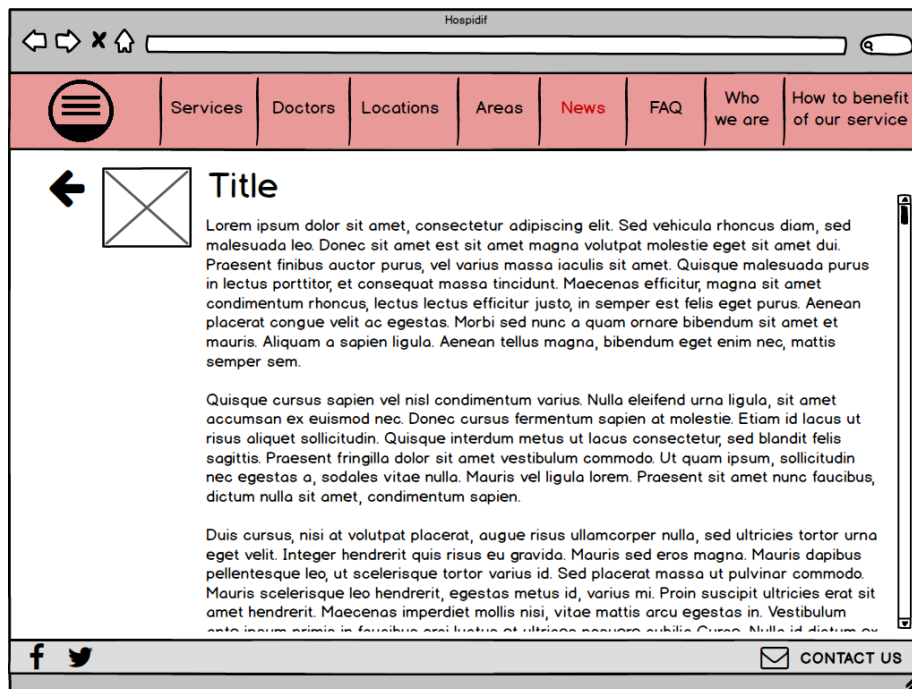 Hospidif
Services
Doctors
Locations
Areas
News
FAQ
Who
we are
How to benefit
of our service
Title
Lorem ipsum dolor sit amet, consectetur adipiscing elit. Sed vehicula rhoncus diam, sed
malesuada leo. Donec sit amet est sit amet magna volutpat molestie eget sit amet dui.
Praesent finibus auctor purus, vel varius massa iaculis sit amet. Quisque malesuada purus
in lectus porttitor, et consequat massa tincidunt. Maecenas efficitur, magna sit amet
condimentum rhoncus, lectus lectus efficitur justo, in semper est felis eget purus. Aenean
placerat congue velit ac egestas. Morbi sed nunc a quam ornare bibendum sit amet et
mauris. Aliquam a sapien ligula. Aenean tellus magna, bibendum eget enim nec, mattis
semper sem.
Quisque cursus sapien vel nisl condimentum varius. Nulla eleifend urna ligula, sit amet
accumsan ex euismod nec. Donec cursus fermentum sapien at molestie. Etiam id lacus ut
risus aliquet sollicitudin. Quisque interdum metus ut lacus consectetur, sed blandit felis
sagittis. Praesent fringilla dolor sit amet vestibulum commodo. Ut quam ipsum, sollicitudin
nec egestas a, sodales vitae nulla. Mauris vel ligula lorem. Praesent sit amet nunc faucibus,
dictum nulla sit amet, condimentum sapien.
Duis cursus, nisi at volutpat placerat, augue risus ullamcorper nulla, sed ultricies tortor urna
eget velit. Integer hendrerit quis risus eu gravida. Mauris sed eros magna. Mauris dapibus
pellentesque leo, ut scelerisque tortor varius id. Sed placerat massa ut pulvinar commodo.
Mauris scelerisque leo hendrerit, egestas metus id, varius mi. Proin suscipit ultricies erat sit
amet hendrerit. Maecenas imperdiet mollis nisi, vitae mattis arcu egestas in. Vestibulum
CONTACT US